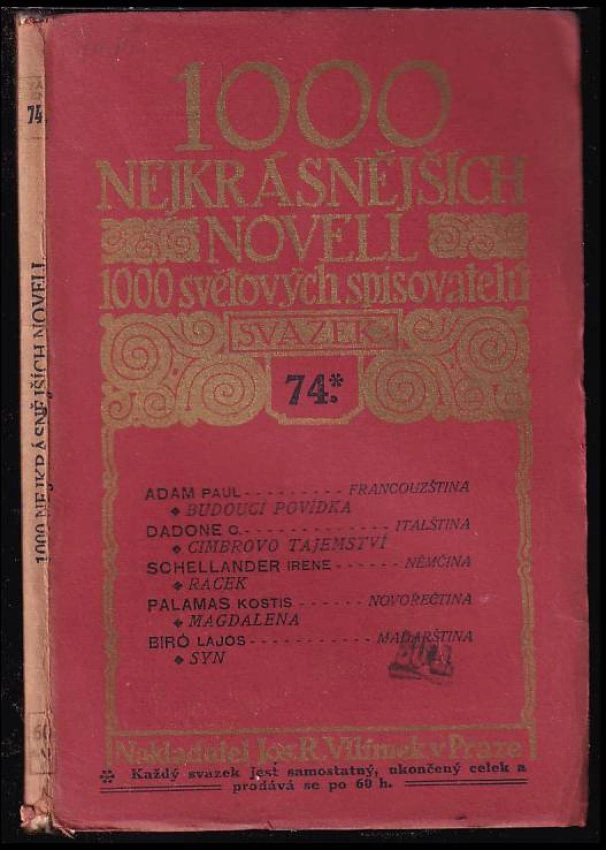 74.
1000 NEJKRÁSNĚJŠÍCH NOVELL
1000
NEJKRÁSNĚJŠÍCH
NOVELL
1000 světových spisovatelů
SVAZEK
74.*
ADAM PAUL - - - - - - - - - FRANCOUZŠTINA
◆ BUDOUCÍ POVÍDKA
DADONE C. - - - - - - - - - - - - - ITALŠTINA
◆ CIMBROVO TAJEMSTVÍ
SCHELLANDER IRENE - - - - - - NĚMČINA
◆ RACEK
PALAMAS KOSTIS - - - - - - NOVOŘEČTINA
◆ MAGDALENA
BÍRÓ LAJOS - - - - - - - - - - - MAĎARŠTINA
◆ SYN
Nakladatel Jos. R. Vilímek v Praze
* Každý svazek jest samostatný, ukončený celek a
prodává se po 60 h.